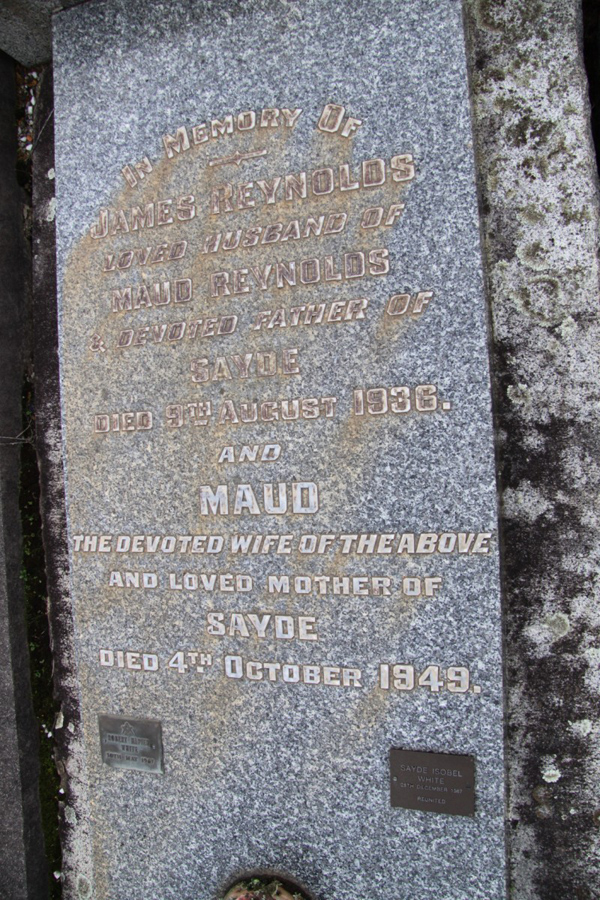 IN MEMORY OF
JAMES REYNOLDS
LOVED HUSBAND OF
MAUD REYNOLDS
& DEVOTED FATHER OF
SAYDE
DIED 9TH AUGUST 1936.
AND
MAUD
THE DEVOTED WIFE OF THE ABOVE
AND LOVED MOTHER OF
SAYDE
DIED 4TH OCTOBER 1949.
WHITE
SAYDE ISOBEL
WHITE
DECEMBER
REUNITED